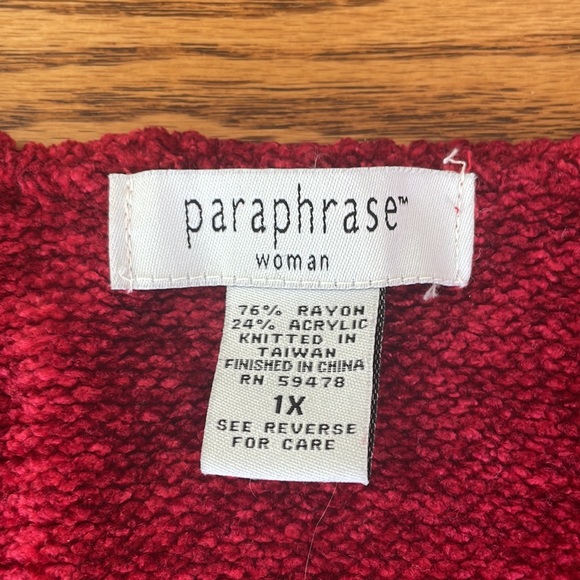 paraphrase™
woman
76% RAYON
24% ACRYLIC
KNITTED IN
TAIWAN
FINISHED IN CHINA
RN 59478
1X
SEE REVERSE
FOR CARE